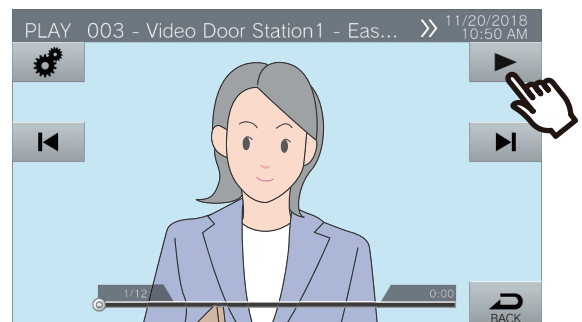 PLAY 003 - Video Door Station1 - Eas... 11/20/2018
10:50 AM
1/12 0:00
BACK